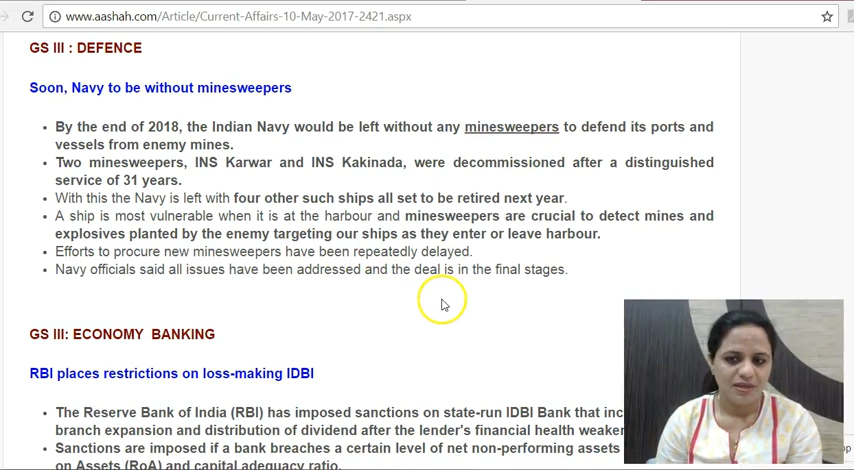 www.aashah.com/Article/Current-Affairs-10-May-2017-2421.aspx
GS III : DEFENCE
Soon, Navy to be without minesweepers
• By the end of 2018, the Indian Navy would be left without any minesweepers to defend its ports and
vessels from enemy mines.
• Two minesweepers, INS Karwar and INS Kakinada, were decommissioned after a distinguished
service of 31 years.
• With this the Navy is left with four other such ships all set to be retired next year.
• A ship is most vulnerable when it is at the harbour and minesweepers are crucial to detect mines and
explosives planted by the enemy targeting our ships as they enter or leave harbour.
• Efforts to procure new minesweepers have been repeatedly delayed.
• Navy officials said all issues have been addressed and the deal is in the final stages.
GS III: ECONOMY BANKING
RBI places restrictions on loss-making IDBI
• The Reserve Bank of India (RBI) has imposed sanctions on state-run IDBI Bank that
branch expansion and distribution of dividend after the lender's financial health
• Sanctions are imposed if a bank breaches a certain level of net non-performing assets
on Assets (RoA) and capital adequacy ratio.